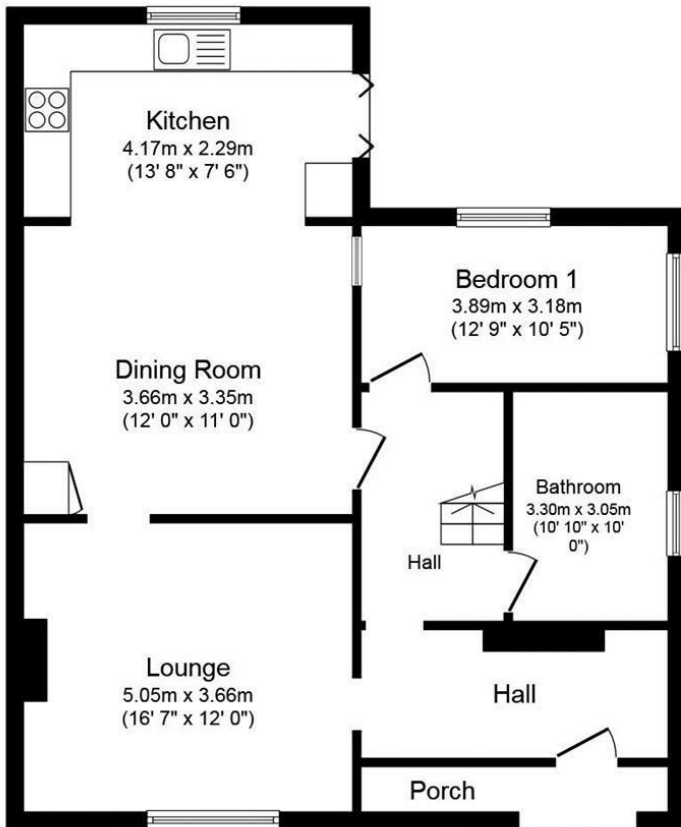 Kitchen
4.17m x 2.29m
(13' 8" x 7' 6")
Bedroom 1
3.89m x 3.18m
(12' 9" x 10' 5")
Dining Room
3.66m x 3.35m
(12' 0" x 11' 0")
Bathroom
3.30m x 3.05m
(10' 10" x 10'
0")
Hall
Lounge
5.05m x 3.66m
(16' 7" x 12' 0")
Hall
Porch